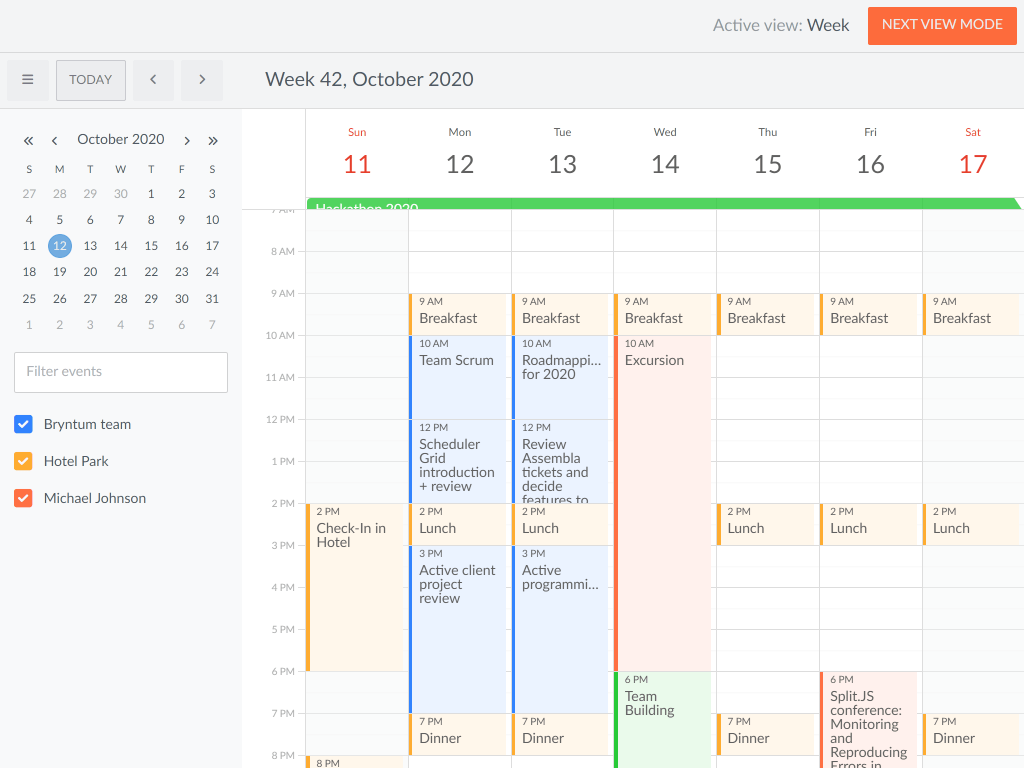 Active view: Week
NEXT VIEW MODE
TODAY
Week 42, October 2020
October 2020
S M T W T F S
27 28 29 30 1 2 3
4 5 6 7 8 9 10
11 12 13 14 15 16 17
18 19 20 21 22 23 24
25 26 27 28 29 30 31
1 2 3 4 5 6 7
Filter events
Bryntum team
Hotel Park
Michael Johnson
Sun Mon Tue Wed Thu Fri Sat
11 12 13 14 15 16 17
Hackathon 2020
7 AM
8 AM
9 AM
10 AM
11 AM
12 PM
1 PM
2 PM
3 PM
4 PM
5 PM
6 PM
7 PM
8 PM
2 PM
Check-In in
Hotel
8 PM
9 AM
Breakfast
10 AM
Team Scrum
12 PM
Scheduler
Grid
introduction
+ review
2 PM
Lunch
3 PM
Active client
project
review
7 PM
Dinner
9 AM
Breakfast
10 AM
Roadmappi...
for 2020
12 PM
Review
Assembla
tickets and
decide
features to
2 PM
Lunch
3 PM
Active
programmi...
7 PM
Dinner
9 AM
Breakfast
10 AM
Excursion
6 PM
Team
Building
9 AM
Breakfast
2 PM
Lunch
7 PM
Dinner
9 AM
Breakfast
2 PM
Lunch
6 PM
Split.JS
conference:
Monitoring
and
Reproducing
Errors in
9 AM
Breakfast
2 PM
Lunch
7 PM
Dinner